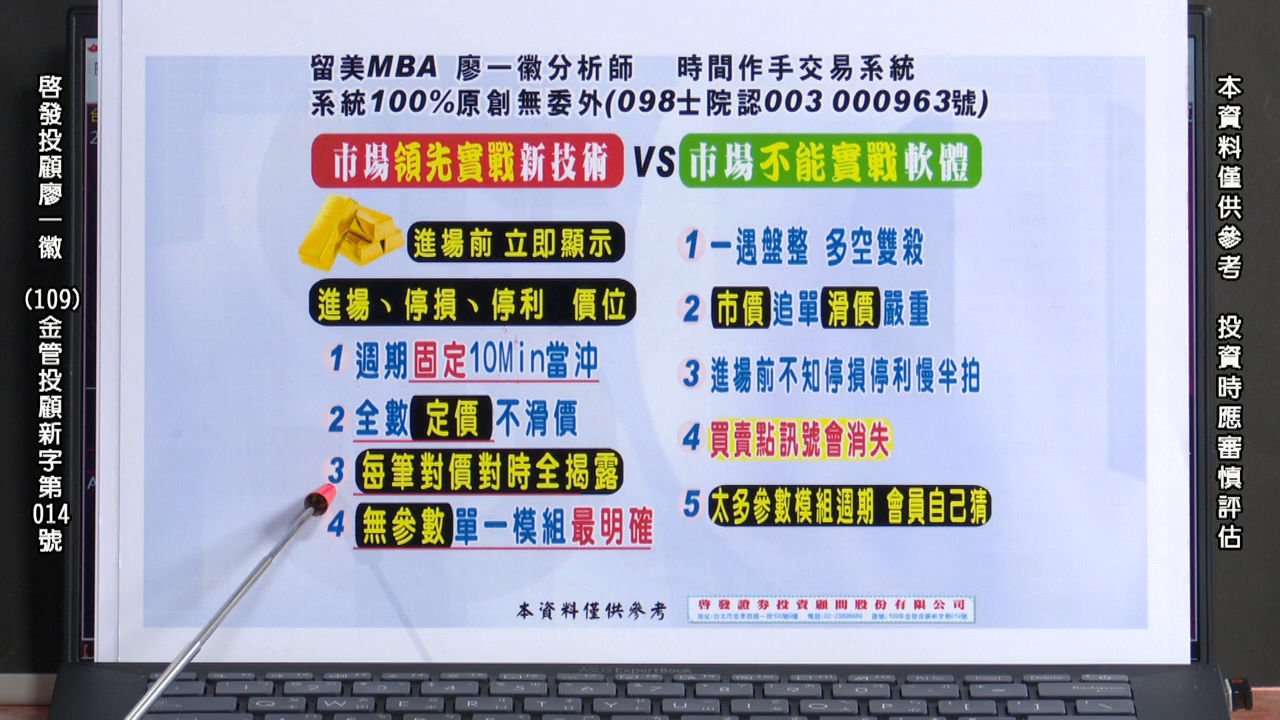 啓發投顧廖一徽 (109)金管投顧新字第014號
留美MBA 廖一徽分析師 時間作手交易系統
系統100%原創無委外(098士院認003 000963號)
市場領先實戰新技術 VS 市場不能實戰軟體
進場前 立即顯示
進場、停損、停利 價位
1 週期固定10Min當沖
2 全數 定價 不滑價
3 每筆對價對時全揭露
4 無參數單一模組最明確
1 一遇盤整 多空雙殺
2 市價追單滑價嚴重
3 進場前不知停損停利慢半拍
4 買賣點訊號會消失
5 太多參數模組週期 會員自己猜
本資料僅供參考
啓發證券投資顧問股份有限公司
本資料僅供參考 投資時應審慎評估
ASUS ExpertBook